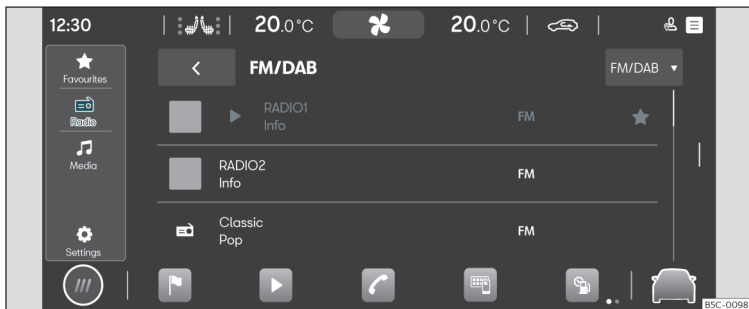 12:30
20.0°C
20.0°C
Favourites
FM/DAB
FM/DAB
RADIO1
Info
FM
Radio
RADIO2
Info
FM
Media
Classic
Pop
FM
Settings
B5C-0098